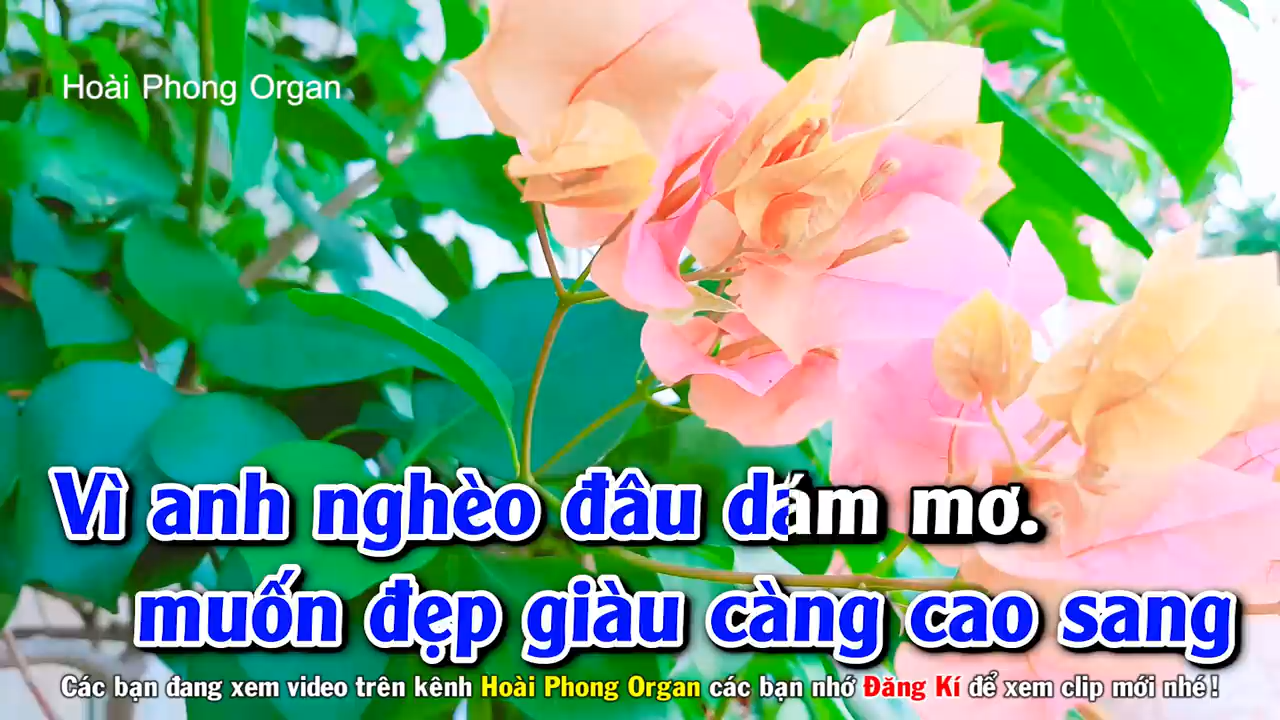 Hoài Phong Organ
Vì anh nghèo đâu dám mơ.
muốn đẹp giàu càng cao sang
Các bạn đang xem video trên kênh Hoài Phong Organ các bạn nhớ Đăng Kí để xem clip mới nhé!